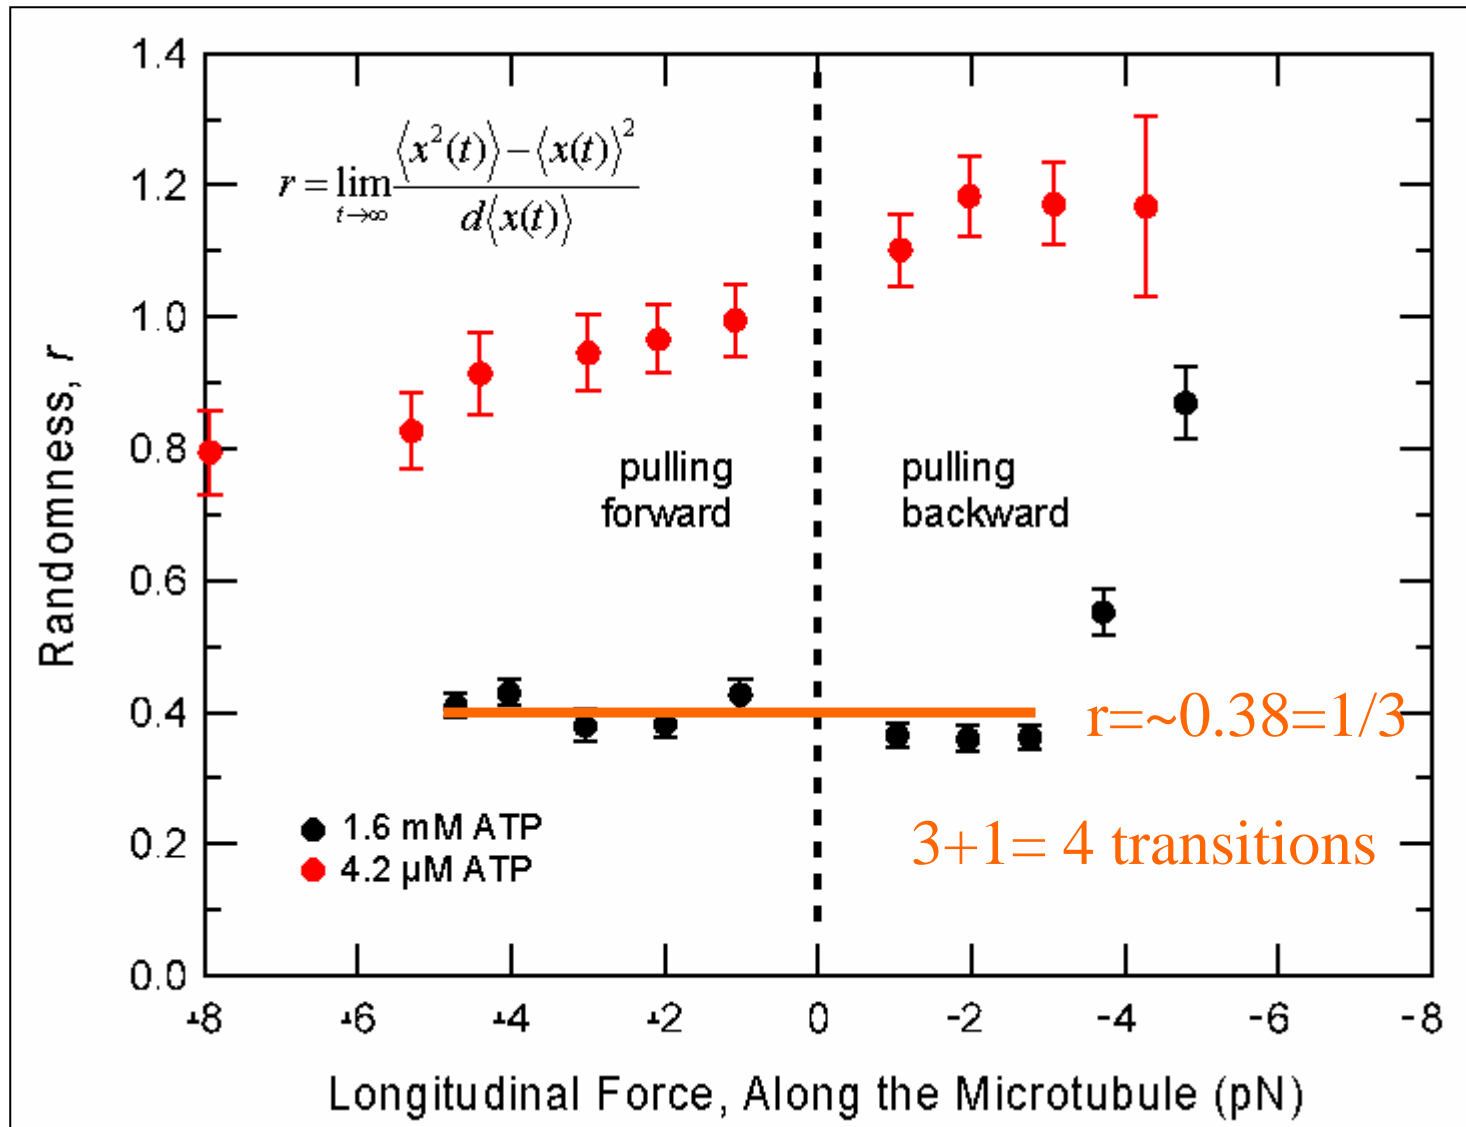 1.4
1.2
1.0
0.8
0.6
0.4
0.2
0.0
Randomness, r
r = lim t→∞ ⟨x²(t)⟩−⟨x(t)⟩² / d⟨x(t)⟩
pulling
forward
pulling
backward
r=~0.38=1/3
3+1= 4 transitions
1.6 mM ATP
4.2 µM ATP
+8 +6 +4 +2 0 -2 -4 -6 -8
Longitudinal Force, Along the Microtubule (pN)